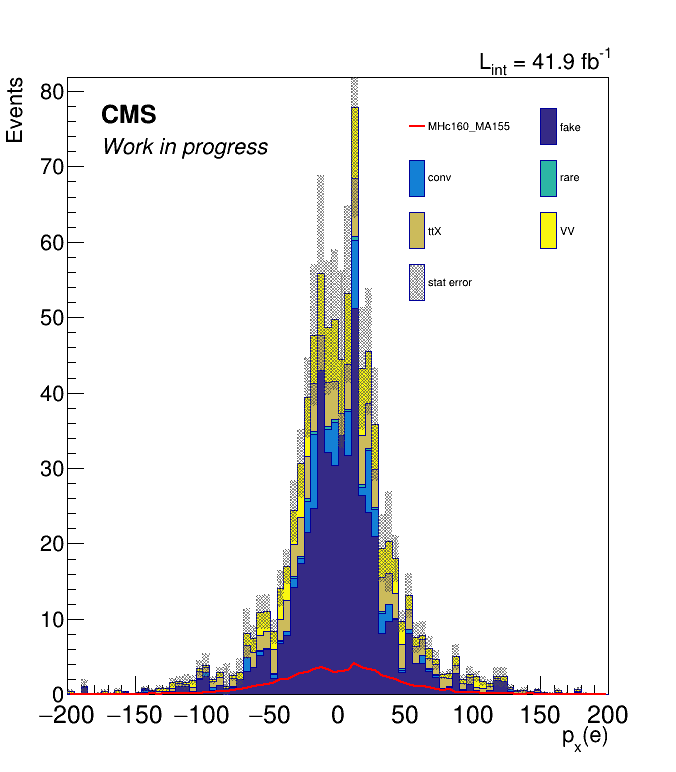 L_int = 41.9 fb^-1
Events
CMS
Work in progress
MHc160_MA155
fake
conv
rare
ttX
VV
stat error
80
70
60
50
40
30
20
10
0
−200 −150 −100 −50 0 50 100 150 200
p_x(e)